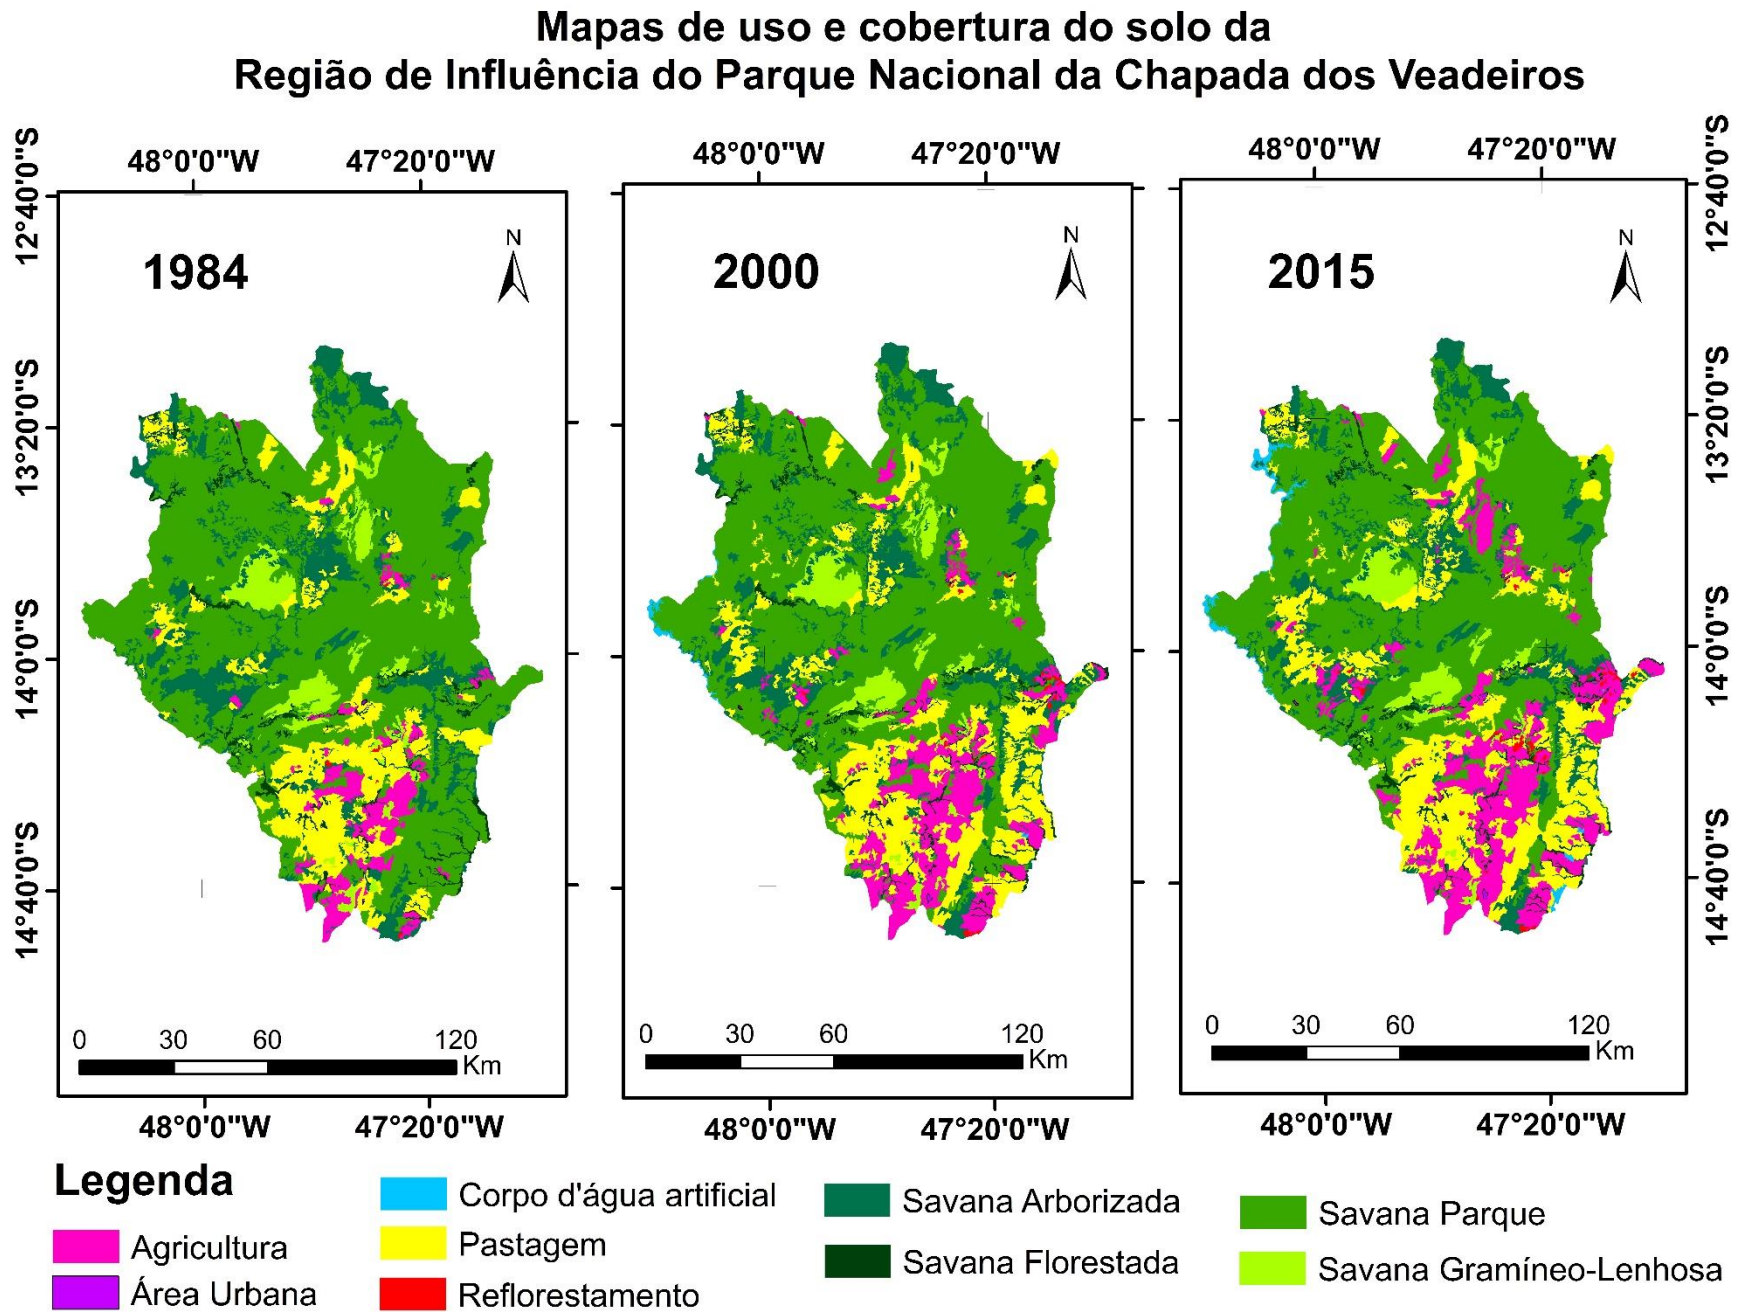 Mapas de uso e cobertura do solo da
Região de Influência do Parque Nacional da Chapada dos Veadeiros
48°0'0"W 47°20'0"W 48°0'0"W 47°20'0"W 48°0'0"W 47°20'0"W
12°40'0"S
13°20'0"S
14°0'0"S
14°40'0"S
1984
N
2000
N
2015
N
12°40'0"S
13°20'0"S
14°0'0"S
14°40'0"S
0 30 60 120
Km
0 30 60 120
Km
0 30 60 120
Km
48°0'0"W 47°20'0"W 48°0'0"W 47°20'0"W 48°0'0"W 47°20'0"W
Legenda
Agricultura
Área Urbana
Corpo d'água artificial
Pastagem
Reflorestamento
Savana Arborizada
Savana Florestada
Savana Parque
Savana Gramíneo-Lenhosa